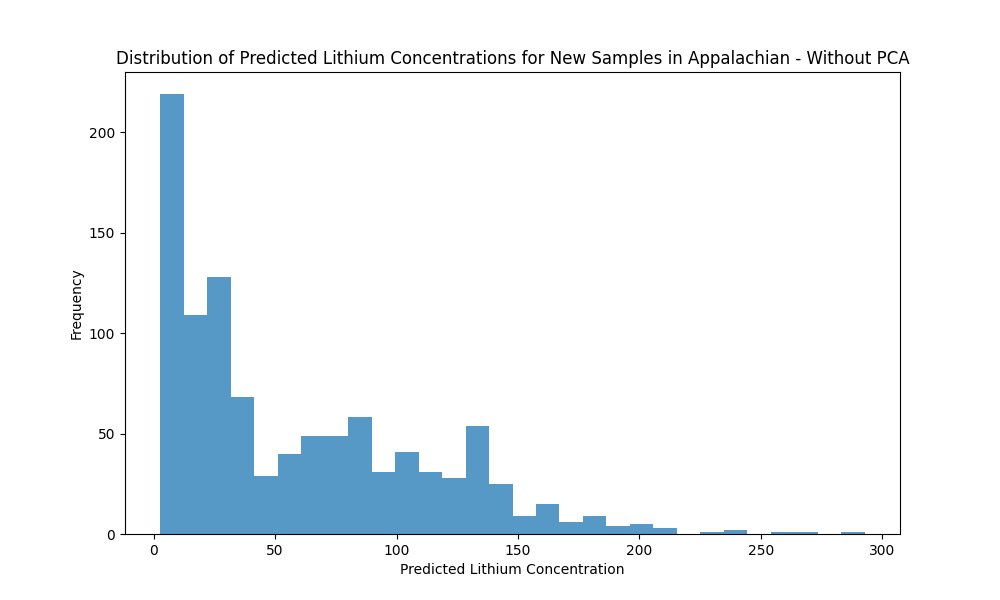 Distribution of Predicted Lithium Concentrations for New Samples in Appalachian - Without PCA
200
150
100
50
0
Frequency
0 50 100 150 200 250 300
Predicted Lithium Concentration